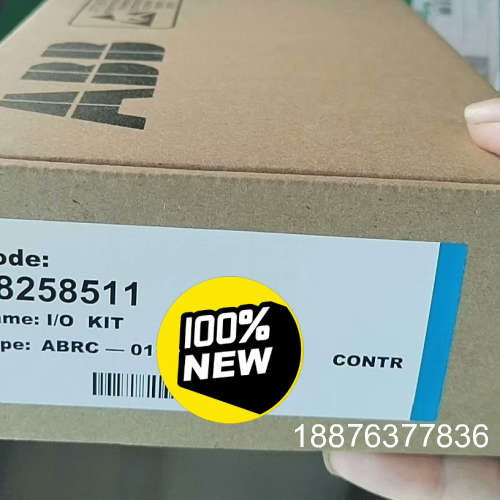 ABB
ode:
8258511
ame: I/O KIT
pe: ABRC — 01
100%
NEW
CONTR
18876377836